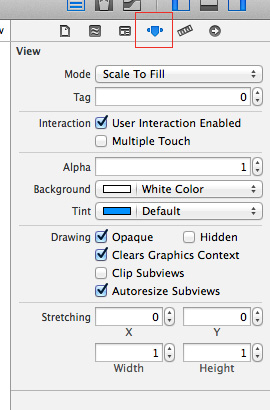 View
Mode Scale To Fill
Tag 0
Interaction User Interaction Enabled
Multiple Touch
Alpha 1
Background White Color
Tint Default
Drawing Opaque Hidden
Clears Graphics Context
Clip Subviews
Autoresize Subviews
Stretching 0 0
X Y
1 1
Width Height